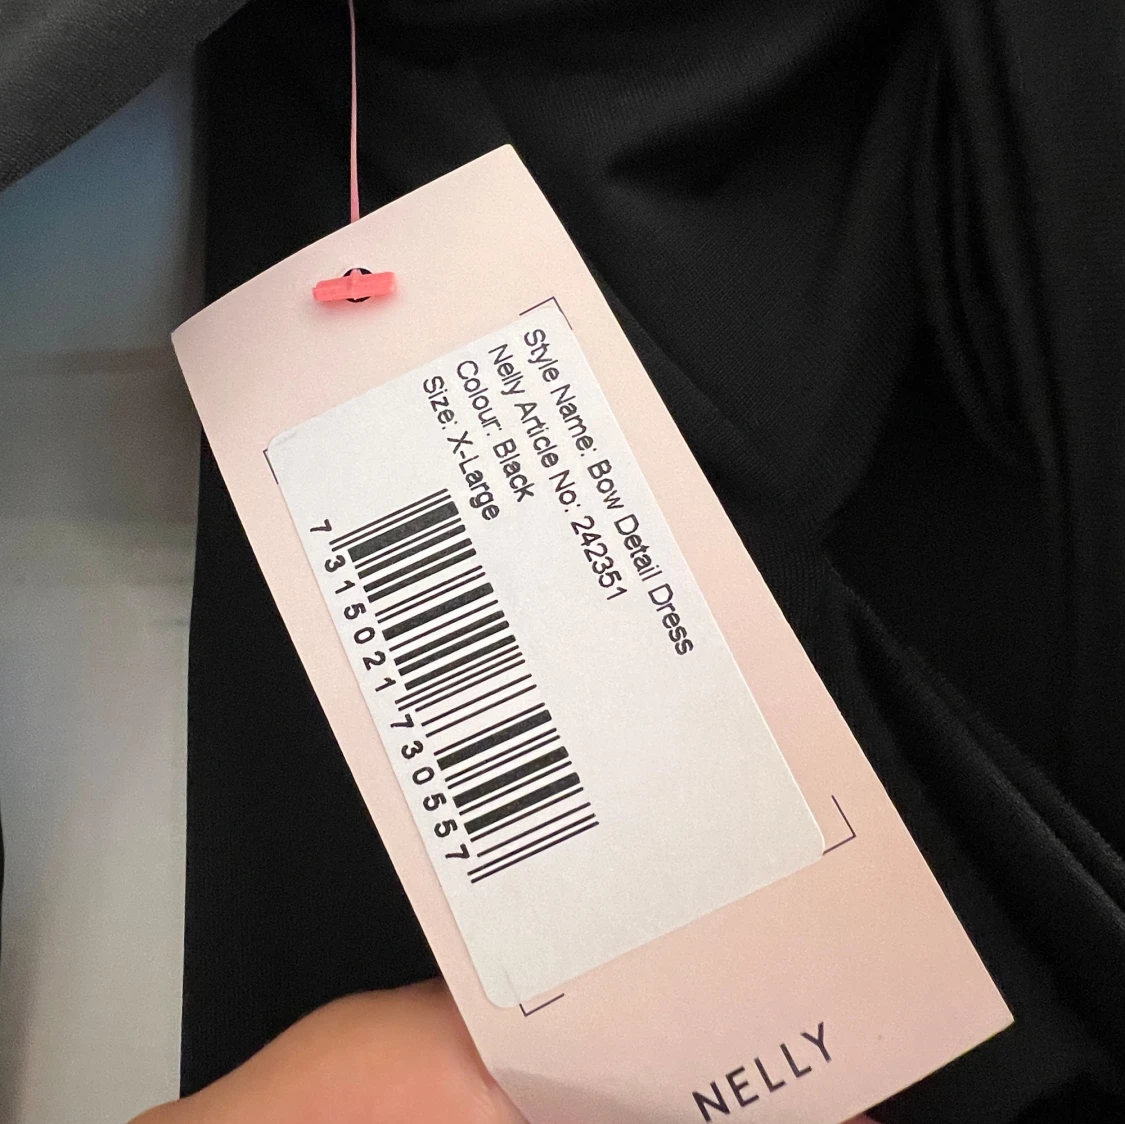 Style Name: Bow Detail Dress
Nelly Article No: 242351
Colour: Black
Size: X-Large
7 315021 730557
NELLY